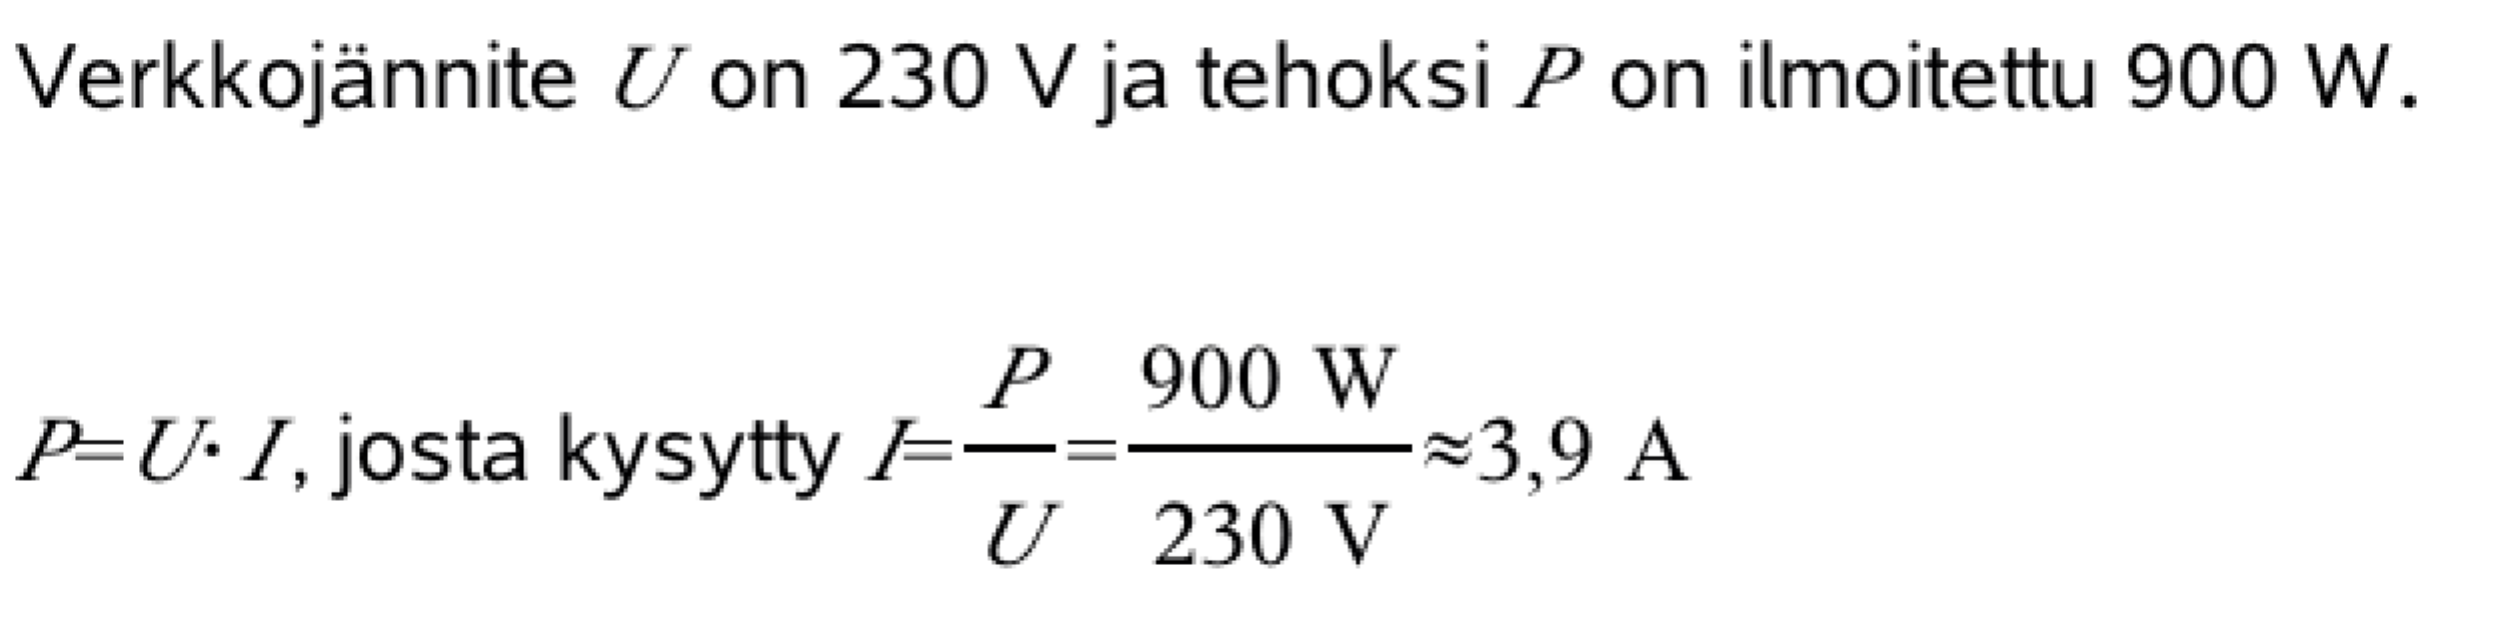 Verkkojännite U on 230 V ja tehoksi P on ilmoitettu 900 W.
P=U· I, josta kysytty I=P/U=900 W/230 V≈3,9 A